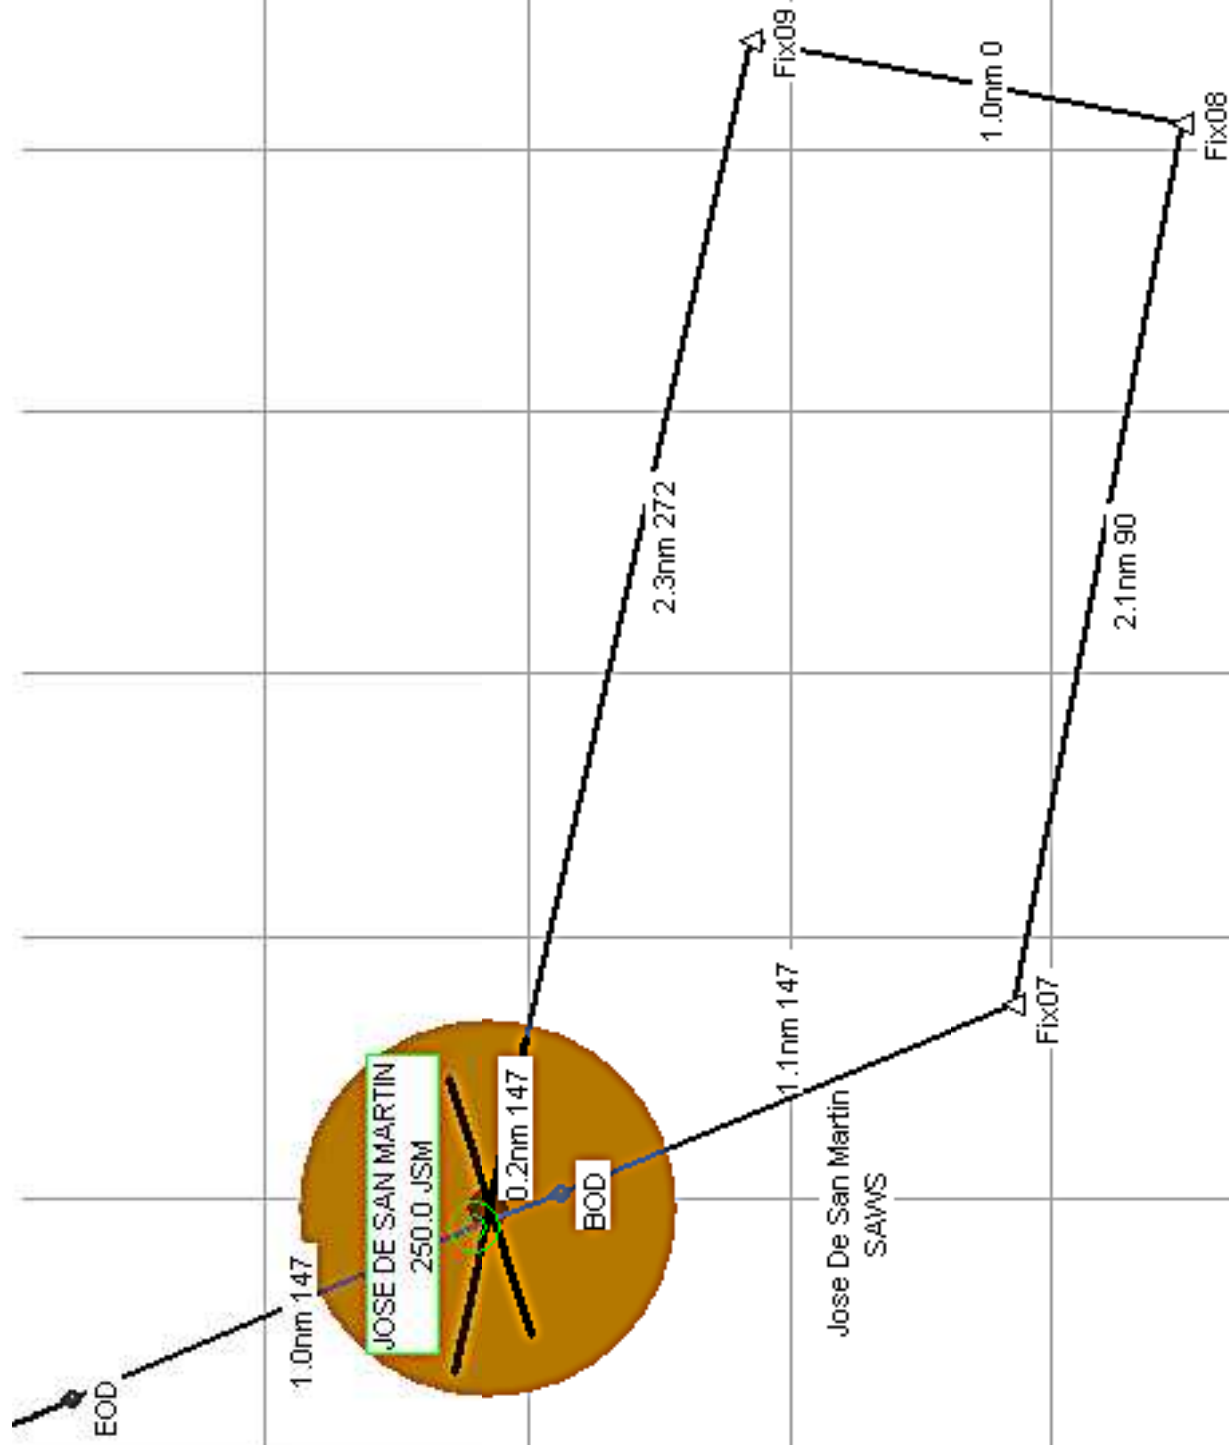 EOD
1.0nm 147
JOSE DE SAN MARTIN
250.0 JSM
0.2nm 147
BOD
1.1nm 147
Jose De San Martin
SAWS
Fix07
2.1nm 90
Fix08
1.0nm 0
Fix09
2.3nm 272